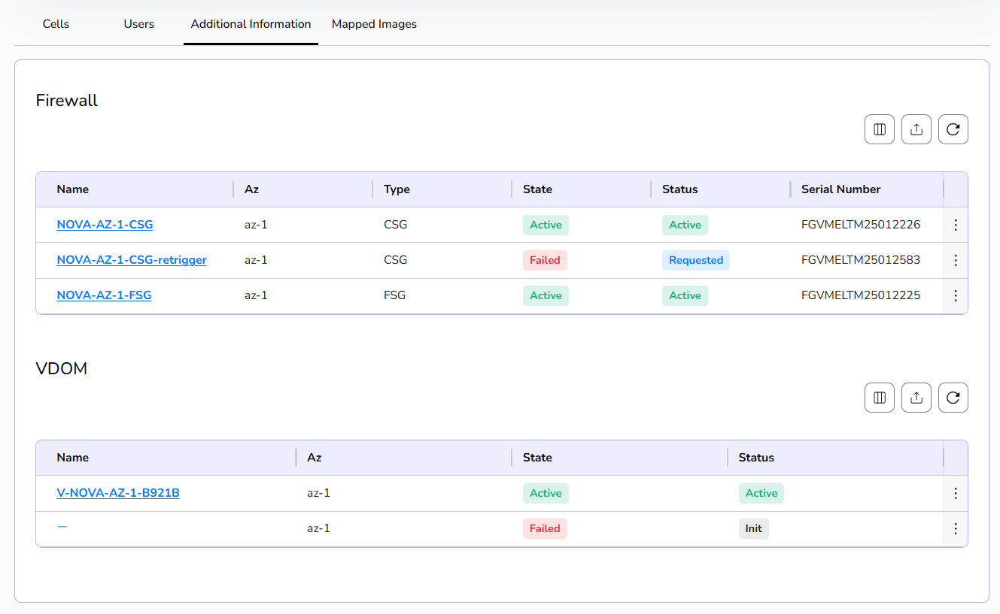 Cells Users Additional Information Mapped Images
Firewall
Name Az Type State Status Serial Number
NOVA-AZ-1-CSG az-1 CSG Active Active FGVMELTM25012226
NOVA-AZ-1-CSG-retrigger az-1 CSG Failed Requested FGVMELTM25012583
NOVA-AZ-1-FSG az-1 FSG Active Active FGVMELTM25012225
VDOM
Name Az State Status
V-NOVA-AZ-1-B921B az-1 Active Active
— az-1 Failed Init